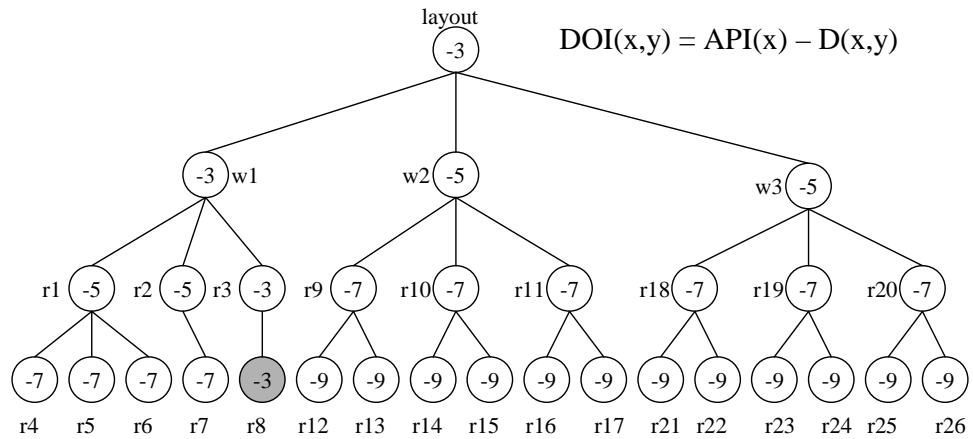 layout
-3
DOI(x,y) = API(x) – D(x,y)
-3 w1 w2 -5 w3 -5
r1 -5 r2 -5 r3 -3 r9 -7 r10 -7 r11 -7 r18 -7 r19 -7 r20 -7
-7 -7 -7 -7 -3 -9 -9 -9 -9 -9 -9 -9 -9 -9 -9 -9 -9
r4 r5 r6 r7 r8 r12 r13 r14 r15 r16 r17 r21 r22 r23 r24 r25 r26